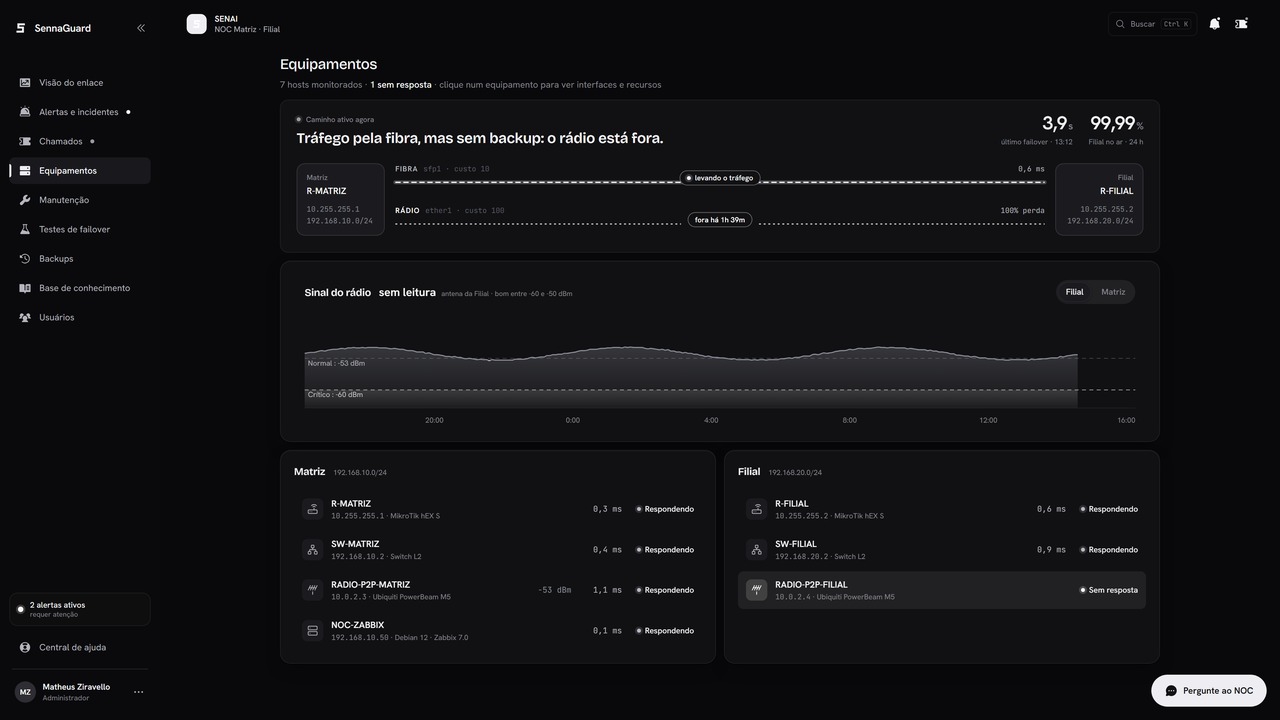 SennaGuard
SENAI
NOC Matriz · Filial
Buscar Ctrl K
Visão do enlace
Alertas e incidentes
Chamados
Equipamentos
Manutenção
Testes de failover
Backups
Base de conhecimento
Usuários
2 alertas ativos
requer atenção
Central de ajuda
MZ
Matheus Ziravello
Administrador
Equipamentos
7 hosts monitorados · 1 sem resposta · clique num equipamento para ver interfaces e recursos
Caminho ativo agora
Tráfego pela fibra, mas sem backup: o rádio está fora.
3,9 s
último failover · 13:12
99,99 %
Filial no ar · 24 h
Matriz
R-MATRIZ
10.255.255.1
192.168.10.0/24
FIBRA sfp1 · custo 10
0,6 ms
levando o tráfego
RÁDIO ether1 · custo 100
100% perda
fora há 1h 39m
Filial
R-FILIAL
10.255.255.2
192.168.20.0/24
Sinal do rádio sem leitura antena da Filial · bom entre -60 e -50 dBm
Filial Matriz
Normal : -53 dBm
Crítico : -60 dBm
20:00 0:00 4:00 8:00 12:00 16:00
Matriz 192.168.10.0/24
R-MATRIZ
10.255.255.1 · MikroTik hEX S
0,3 ms Respondendo
SW-MATRIZ
192.168.10.2 · Switch L2
0,4 ms Respondendo
RADIO-P2P-MATRIZ
10.0.2.3 · Ubiquiti PowerBeam M5
-53 dBm 1,1 ms Respondendo
NOC-ZABBIX
192.168.10.50 · Debian 12 · Zabbix 7.0
0,1 ms Respondendo
Filial 192.168.20.0/24
R-FILIAL
10.255.255.2 · MikroTik hEX S
0,6 ms Respondendo
SW-FILIAL
192.168.20.2 · Switch L2
0,9 ms Respondendo
RADIO-P2P-FILIAL
10.0.2.4 · Ubiquiti PowerBeam M5
Sem resposta
Pergunte ao NOC